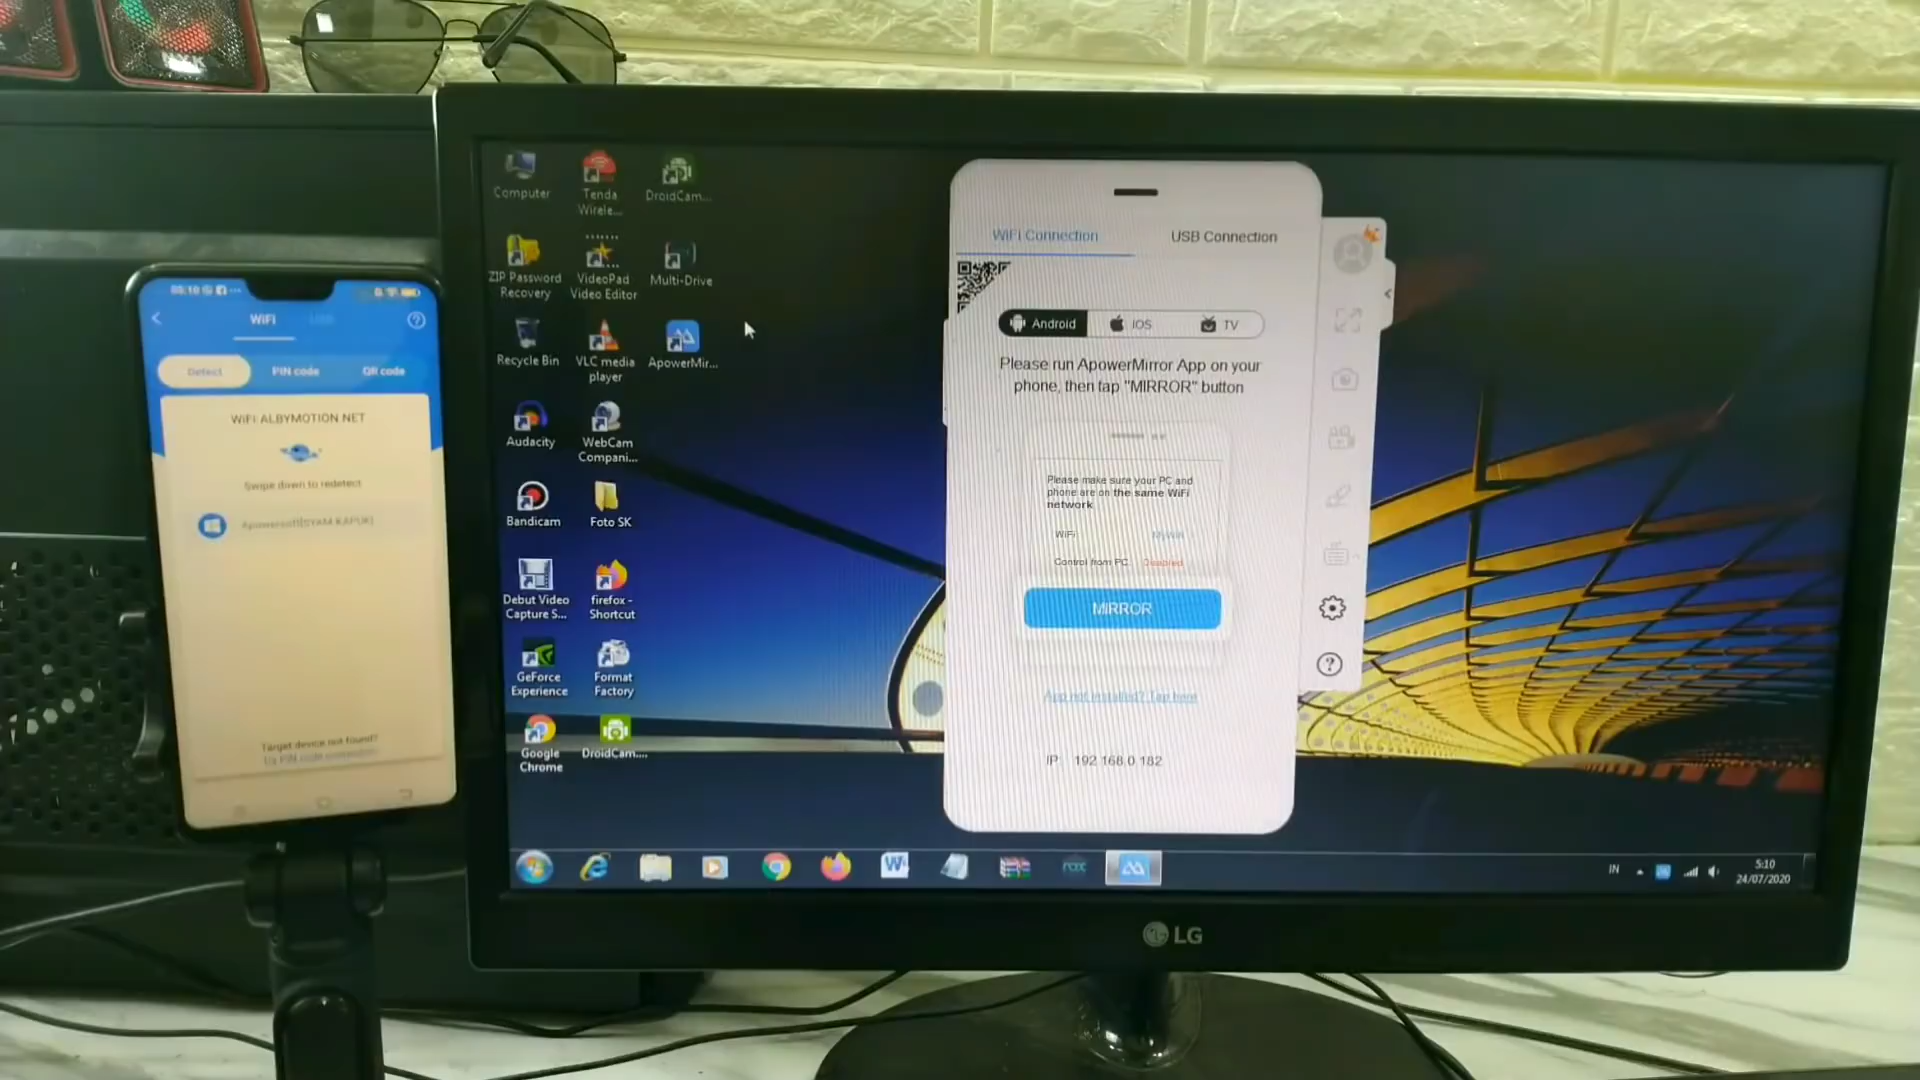 WiFi
Detect
PIN code
QR code
WiFi ALBYMOTION NET
Swipe down to redetect
Apowersoft[SYAM KAPUK]
Target device not found?
Computer
Tenda
Wirele...
DroidCam...
ZIP Password
Recovery
VideoPad
Video Editor
Multi-Drive
Recycle Bin
VLC media
player
ApowerMir...
Audacity
WebCam
Compani...
Bandicam
Foto SK
Debut Video
Capture S...
firefox -
Shortcut
GeForce
Experience
Format
Factory
Google
Chrome
DroidCam....
WiFi Connection
USB Connection
Android
iOS
TV
Please run ApowerMirror App on your
phone, then tap "MIRROR" button
Please make sure your PC and
phone are on the same WiFi
network
WiFi
MyWifi
Control from PC:
Disabled
MIRROR
App not installed? Tap here
IP: 192.168.0.182
IN
5:10
24/07/2020
LG